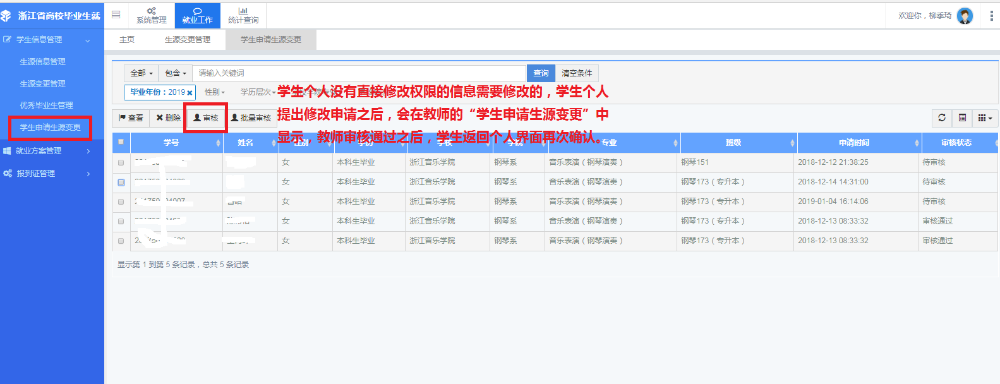 浙江省高校毕业生就
系统管理
就业工作
统计查询
欢迎你,柳季琦
学生信息管理
主页
生源变更管理
学生申请生源变更
生源信息管理
生源变更管理
优秀毕业生管理
学生申请生源变更
就业方案管理
报到证管理
全部
包含
请输入关键词
查询
清空条件
毕业年份:2019
性别
学历层次
学生个人没有直接修改权限的信息需要修改的,学生个人
提出修改申请之后,会在教师的“学生申请生源变更”中
显示,教师审核通过之后,学生返回个人界面再次确认。
查看
删除
审核
批量审核
学号 姓名 性别 学历 学校 学院 专业 班级 申请时间 审核状态
女 本科生毕业 浙江音乐学院 钢琴系 音乐表演(钢琴演奏) 钢琴151 2018-12-12 21:38:25 待审核
女 本科生毕业 浙江音乐学院 钢琴系 音乐表演(钢琴演奏) 钢琴173(专升本) 2018-12-14 14:31:00 待审核
女 本科生毕业 浙江音乐学院 钢琴系 音乐表演(钢琴演奏) 钢琴173(专升本) 2019-01-04 16:14:06 待审核
女 本科生毕业 浙江音乐学院 钢琴系 音乐表演(钢琴演奏) 钢琴173(专升本) 2018-12-13 08:33:32 审核通过
女 本科生毕业 浙江音乐学院 钢琴系 音乐表演(钢琴演奏) 钢琴173(专升本) 2018-12-13 08:33:32 审核通过
显示第 1 到第 5 条记录,总共 5 条记录